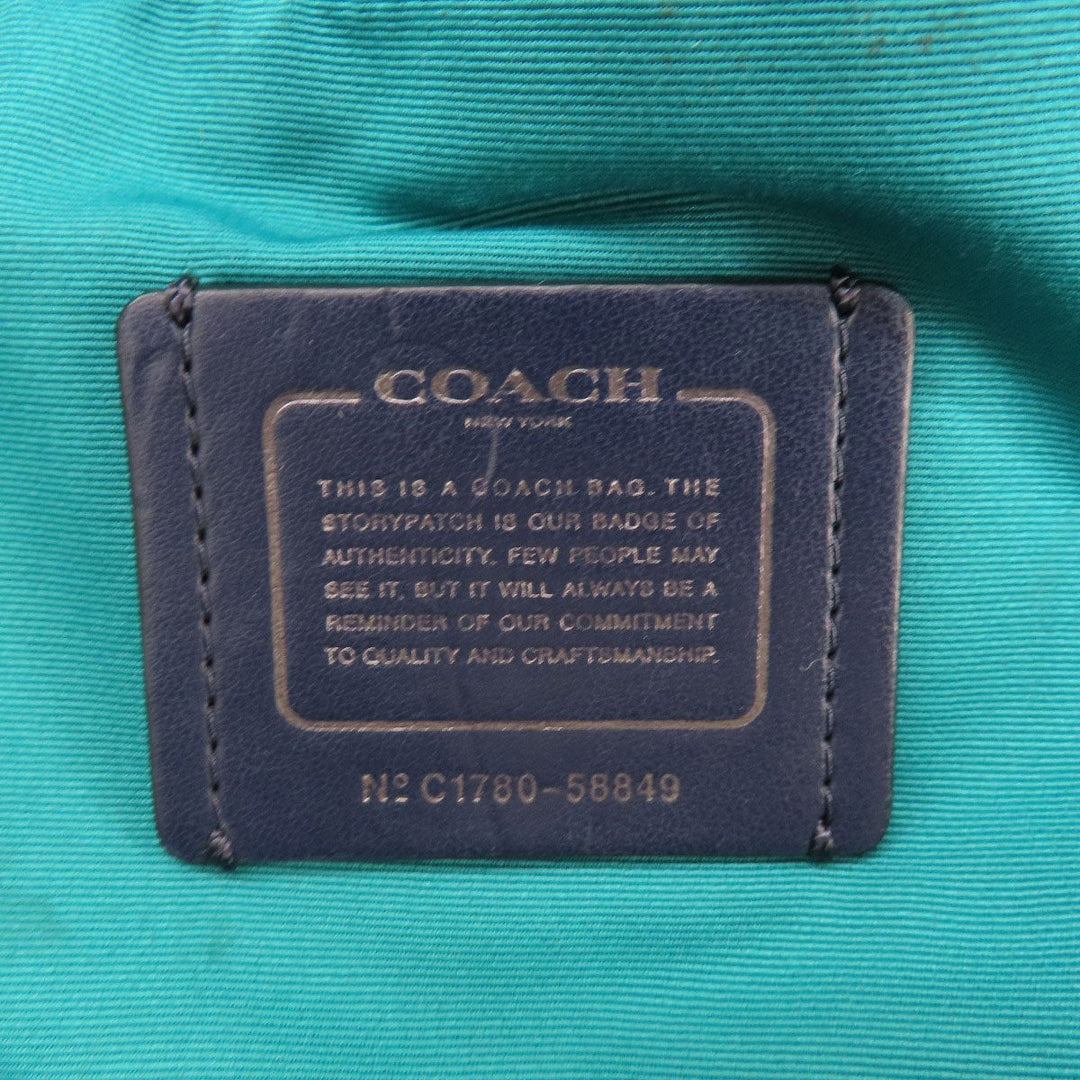 COACH
NEW YORK
THIS IS A COACH BAG. THE
STORYPATCH IS OUR BADGE OF
AUTHENTICITY. FEW PEOPLE MAY
SEE IT, BUT IT WILL ALWAYS BE A
REMINDER OF OUR COMMITMENT
TO QUALITY AND CRAFTSMANSHIP.
Nº C1780-58849